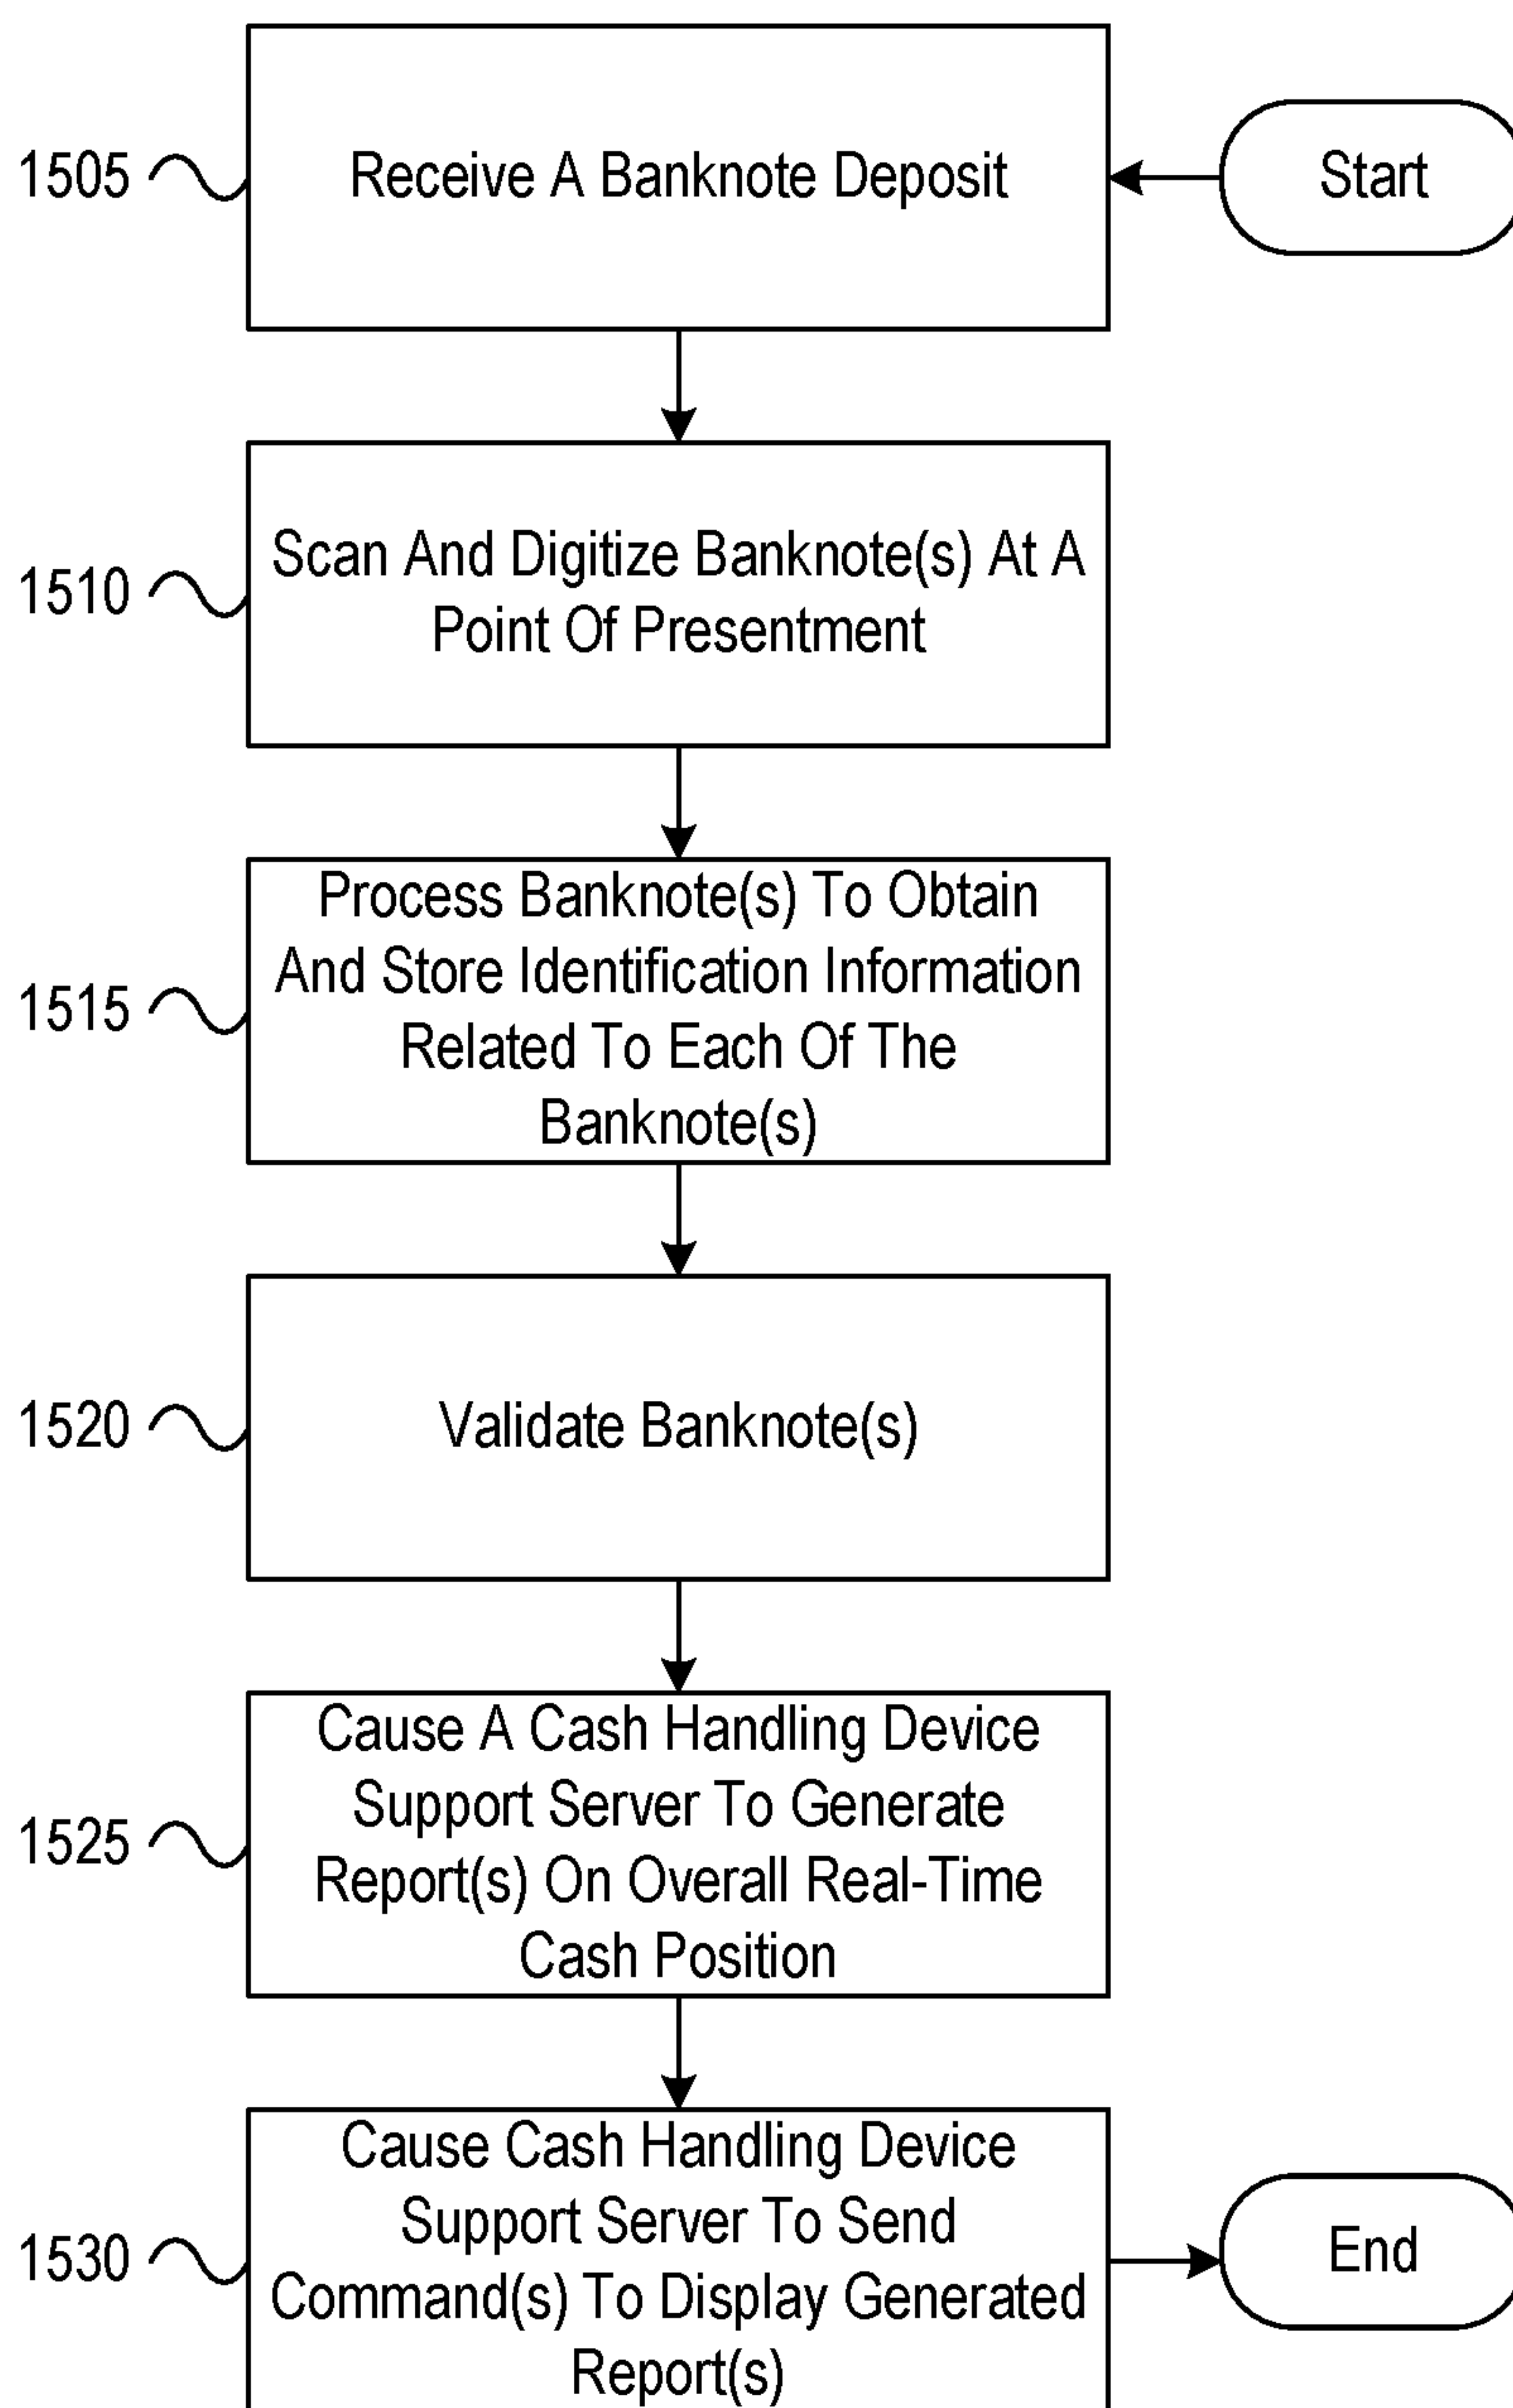 Start
1505
Receive A Banknote Deposit
1510
Scan And Digitize Banknote(s) At A
Point Of Presentment
1515
Process Banknote(s) To Obtain
And Store Identification Information
Related To Each Of The
Banknote(s)
1520
Validate Banknote(s)
1525
Cause A Cash Handling Device
Support Server To Generate
Report(s) On Overall Real-Time
Cash Position
1530
Cause Cash Handling Device
Support Server To Send
Command(s) To Display Generated
Report(s)
End